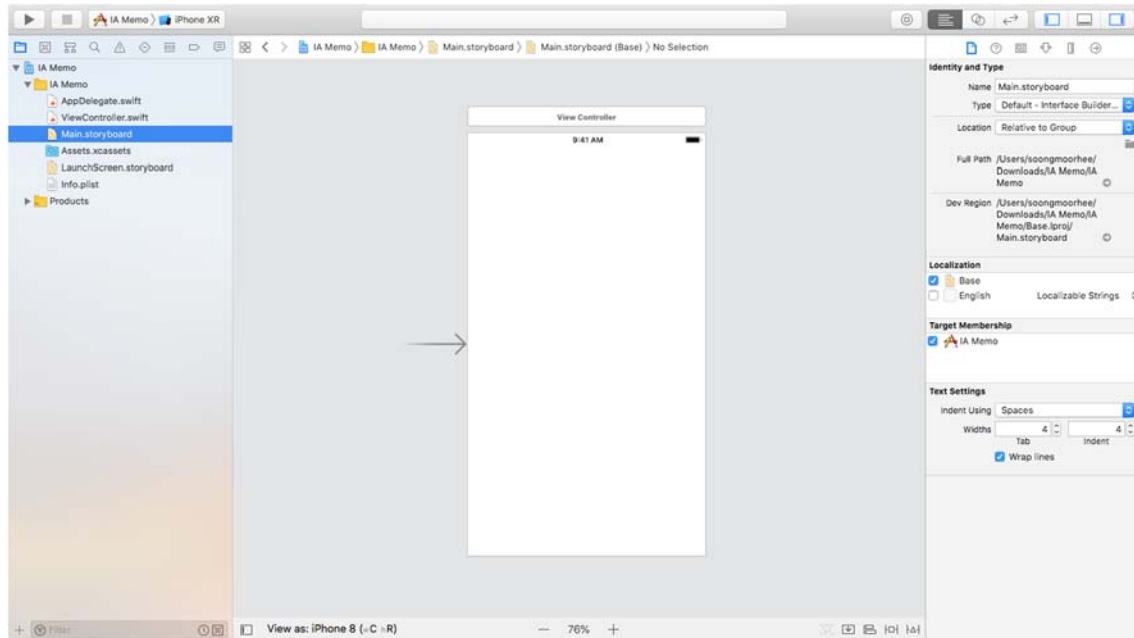 IA Memo 〉 iPhone XR
IA Memo 〉 IA Memo 〉 Main.storyboard 〉 Main.storyboard (Base) 〉 No Selection
IA Memo
IA Memo
AppDelegate.swift
ViewController.swift
Main.storyboard
Assets.xcassets
LaunchScreen.storyboard
Info.plist
Products
Filter
View Controller
9:41 AM
View as: iPhone 8 (
C
R)
— 76% +
Identity and Type
Name Main.storyboard
Type Default - Interface Builder...
Location Relative to Group
Full Path /Users/soongmoorhee/
Downloads/IA Memo/IA
Memo
Dev Region /Users/soongmoorhee/
Downloads/IA Memo/IA
Memo/Base.lproj/
Main.storyboard
Localization
Base
English Localizable Strings
Target Membership
IA Memo
Text Settings
Indent Using Spaces
Widths 4 4
Tab Indent
Wrap lines